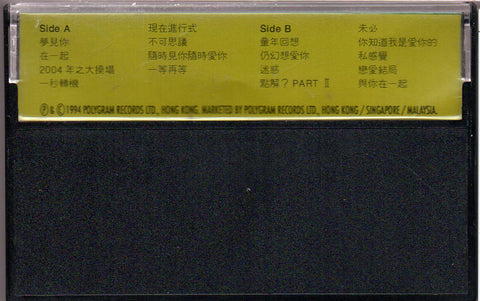 Side A
夢見你
在一起
2004 年之大操場
一秒轉機
現在進行式
不可思議
隨時見你隨時愛你
一等再等
Side B
童年回想
仍幻想愛你
迷惑
點解？PART II
未必
你知道我是愛你的
私感覺
戀愛結局
與你在一起
Ⓟ & © 1994 POLYGRAM RECORDS LTD., HONG KONG. MARKETED BY POLYGRAM RECORDS LTD., HONG KONG / SINGAPORE / MALAYSIA.